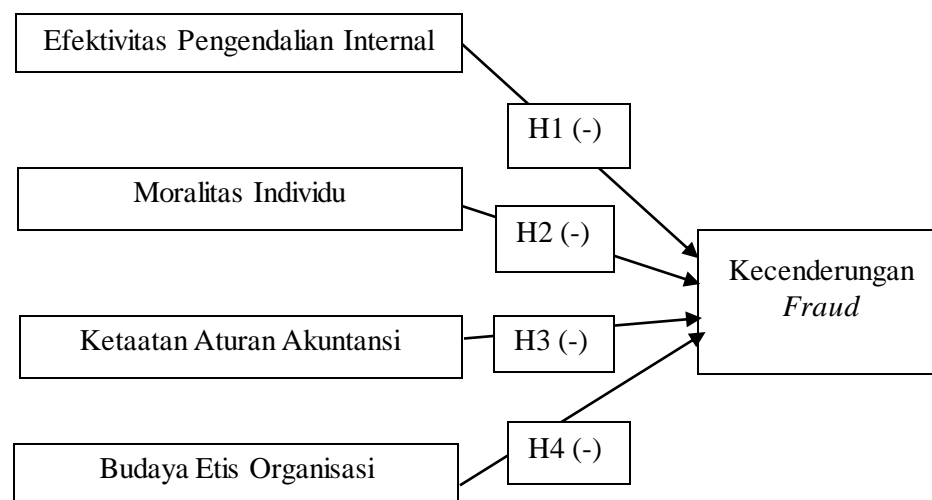 Efektivitas Pengendalian Internal
H1 (-)
Moralitas Individu
H2 (-)
Kecenderungan
Fraud
Ketaatan Aturan Akuntansi
H3 (-)
Budaya Etis Organisasi
H4 (-)